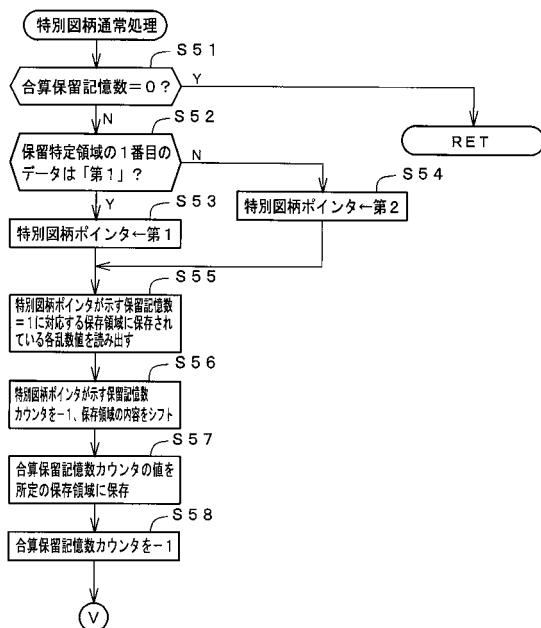 特別図柄通常処理
S51
合算保留記憶数=0?
Y
N
S52
RET
保留特定領域の1番目の
データは「第1」?
N
Y
S53
S54
特別図柄ポインタ←第1
特別図柄ポインタ←第2
S55
特別図柄ポインタが示す保留記憶数
=1に対応する保存領域に保存され
ている各乱数値を読み出す
S56
特別図柄ポインタが示す保留記憶数
カウンタを-1、保存領域の内容をシフト
S57
合算保留記憶数カウンタの値を
所定の保存領域に保存
S58
合算保留記憶数カウンタを-1
V